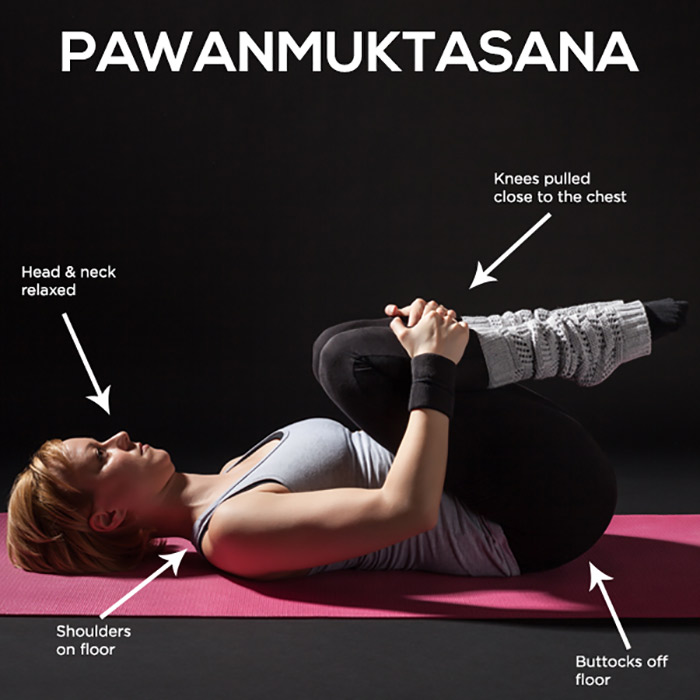 PAWANMUKTASANA
Knees pulled
close to the chest
Head & neck
relaxed
Shoulders
on floor
Buttocks off
floor